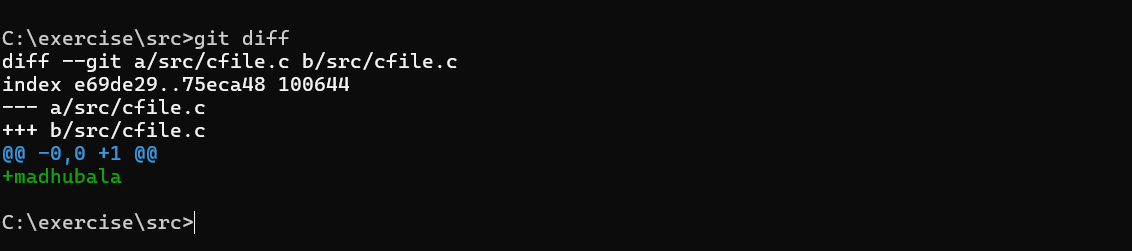 C:\exercise\src>git diff
diff --git a/src/cfile.c b/src/cfile.c
index e69de29..75eca48 100644
--- a/src/cfile.c
+++ b/src/cfile.c
@@ -0,0 +1 @@
+madhubala
C:\exercise\src>